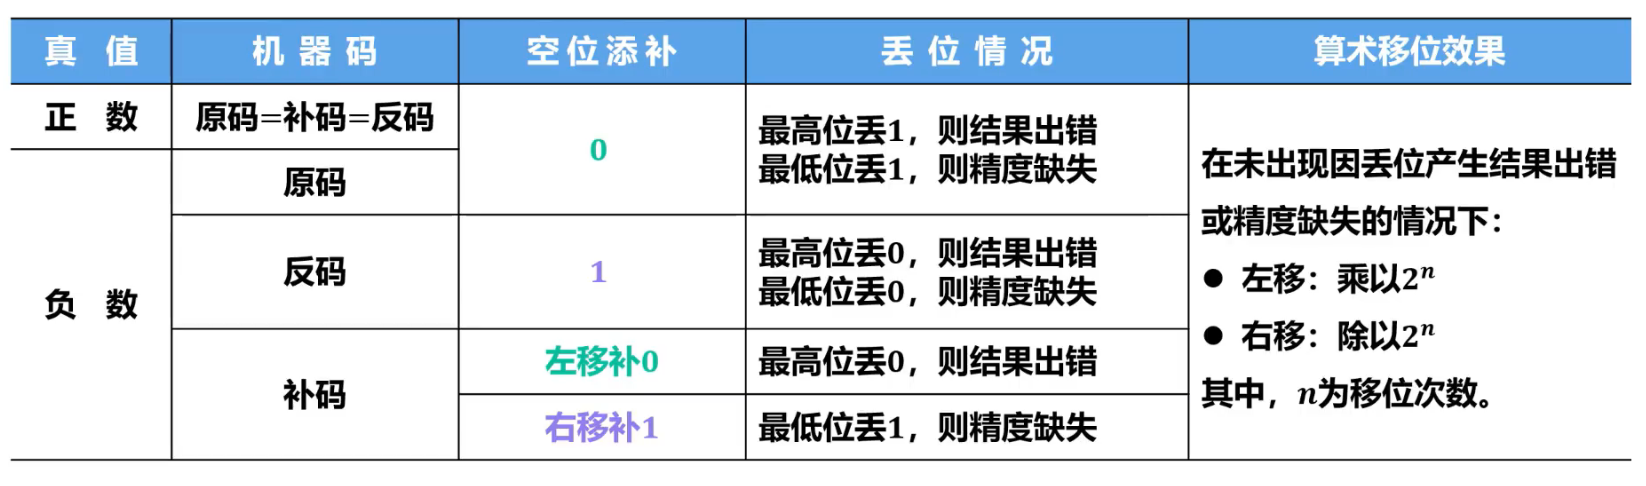 真 值 机 器 码 空位添补 丢 位 情 况 算术移位效果
正 数 原码=补码=反码 0 最高位丢1，则结果出错
最低位丢1，则精度缺失
负 数 原码
反码 1 最高位丢0，则结果出错
最低位丢0，则精度缺失
补码 左移补0 最高位丢0，则结果出错
右移补1 最低位丢1，则精度缺失
在未出现因丢位产生结果出错
或精度缺失的情况下：
● 左移：乘以2ⁿ
● 右移：除以2ⁿ
其中，n为移位次数。